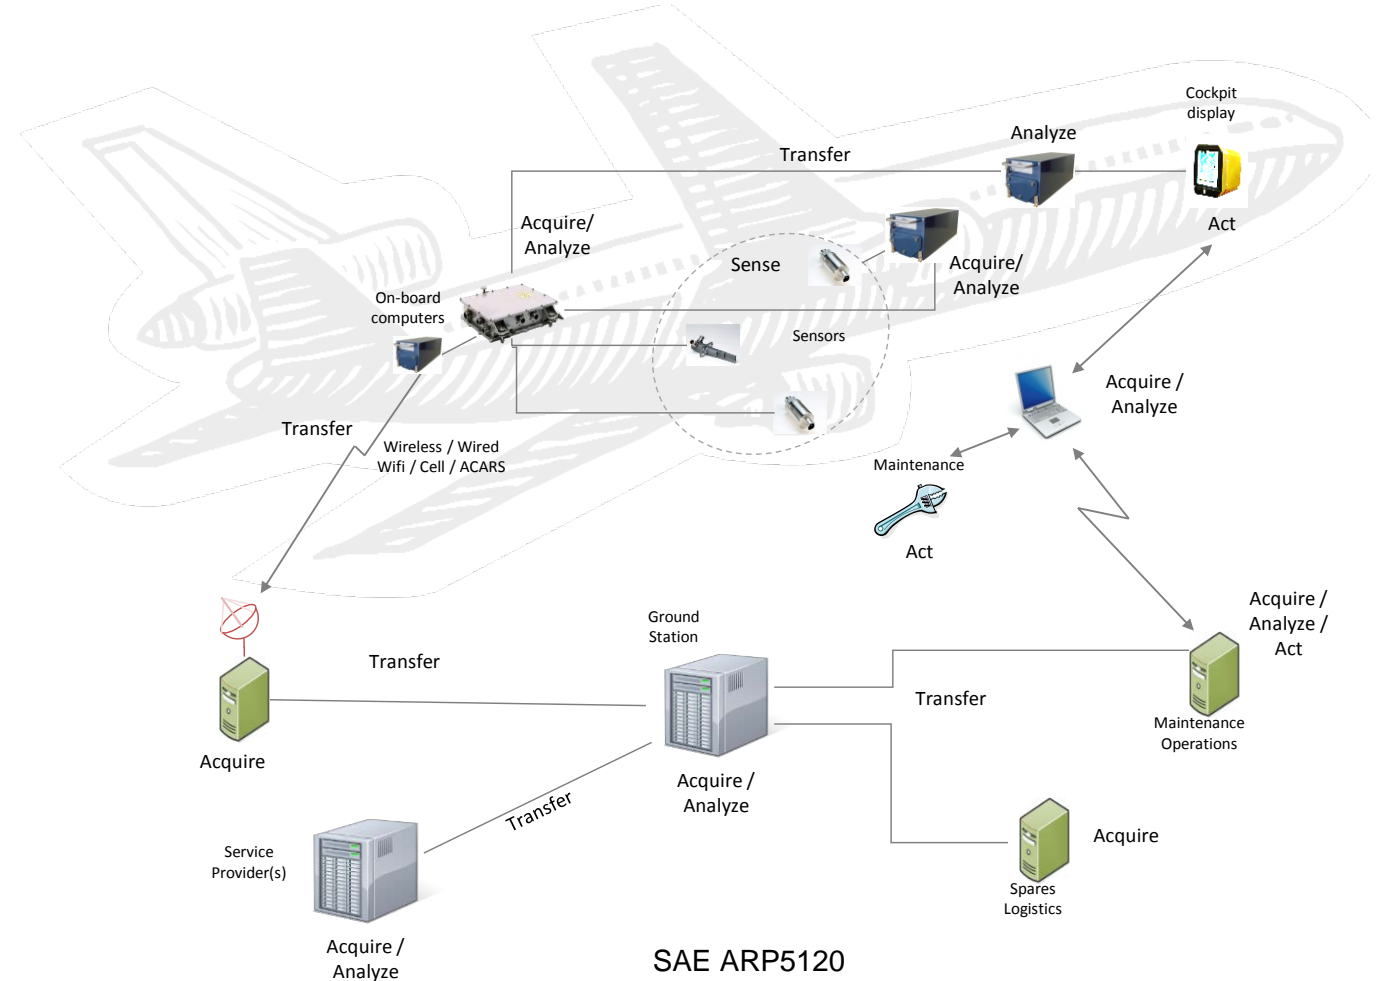 Cockpit
display
Analyze
Transfer
Act
Acquire/
Analyze
Sense
Acquire/
Analyze
On-board
computers
Sensors
Acquire /
Analyze
Transfer
Wireless / Wired
Wifi / Cell / ACARS
Maintenance
Act
Acquire /
Analyze /
Act
Ground
Station
Transfer
Transfer
Maintenance
Operations
Acquire
Acquire /
Analyze
Transfer
Acquire
Service
Provider(s)
Spares
Logistics
Acquire /
Analyze
SAE ARP5120